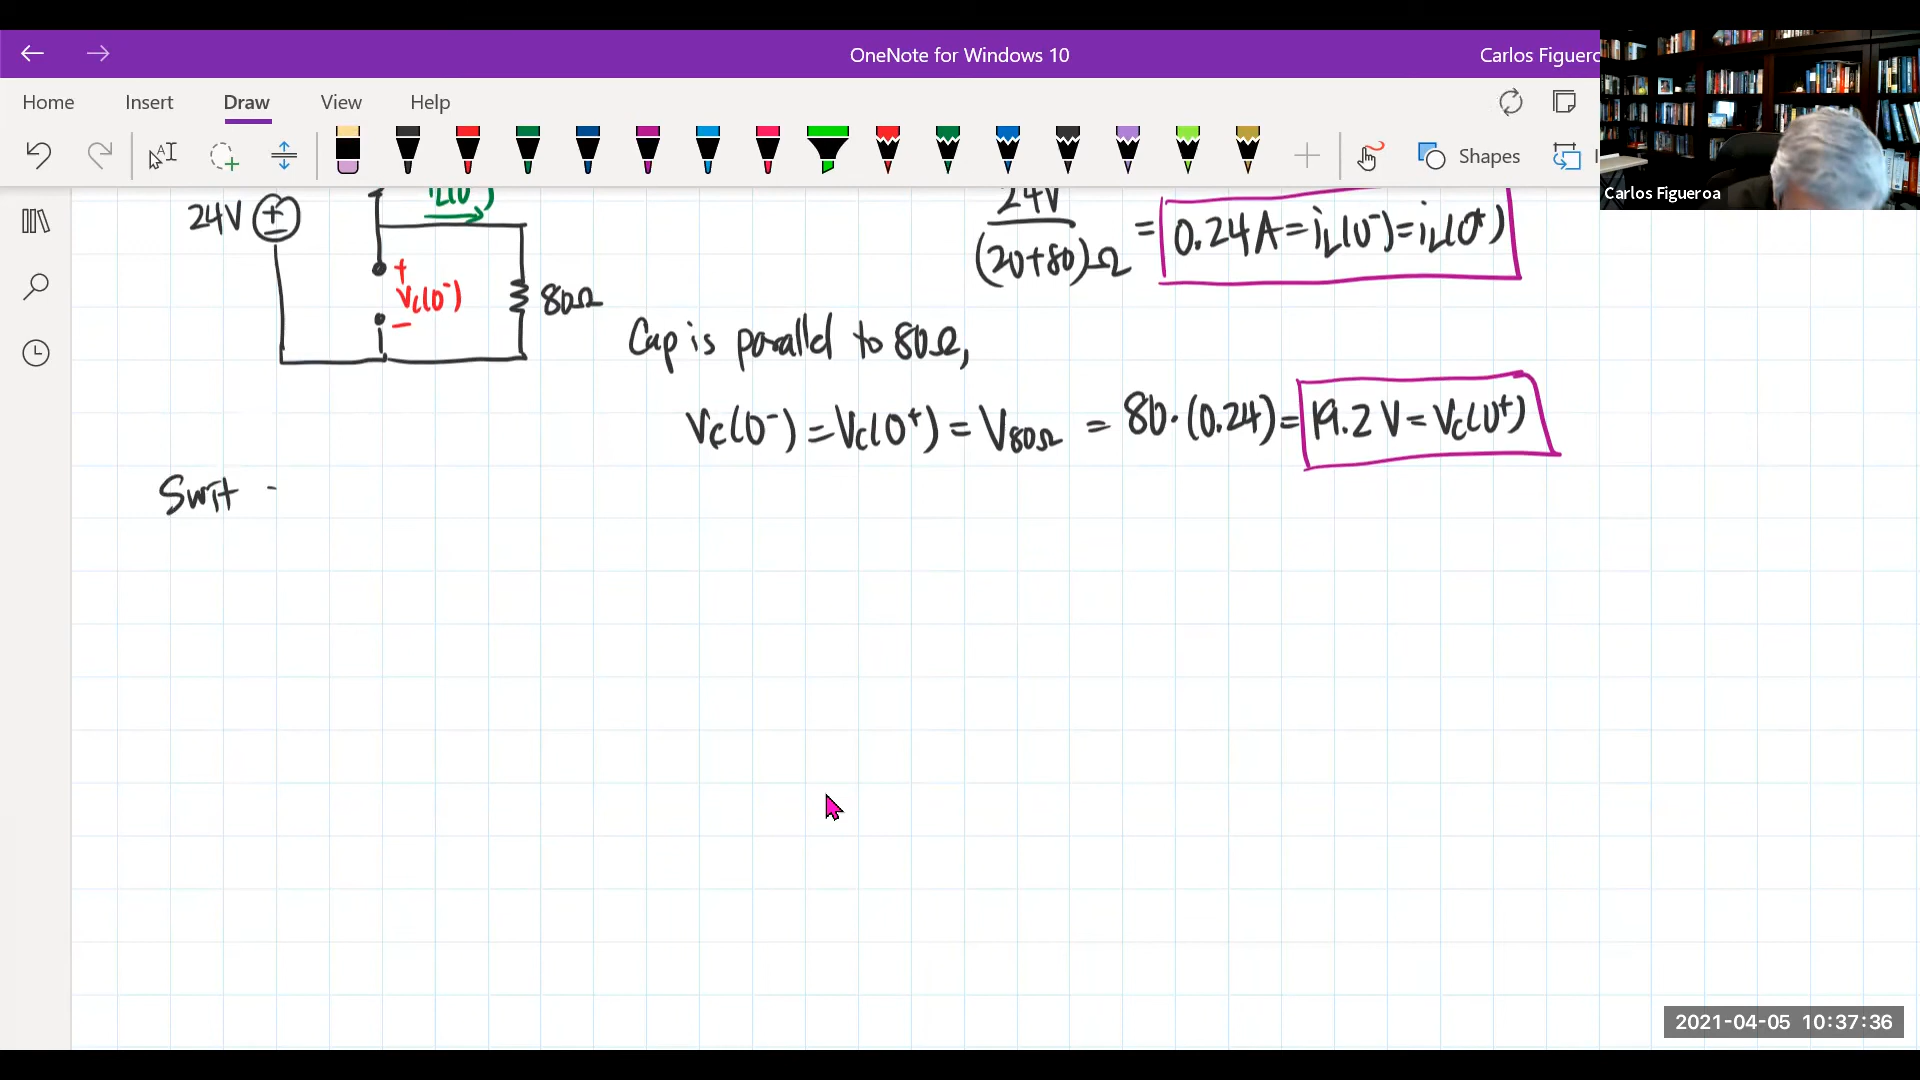 OneNote for Windows 10
Carlos Figuero
Home Insert Draw View Help
Shapes
Carlos Figueroa
24V
iL(0⁻)
24V
(20+80)Ω
= 0.24A = iL(0⁻) = iL(0⁺)
+
Vc(0⁻)
−
80Ω
Cap is parallel to 80Ω,
Vc(0⁻) = Vc(0⁺) = V80Ω = 80·(0.24) = 19.2 V = Vc(0⁺)
Swit
2021-04-05 10:37:36